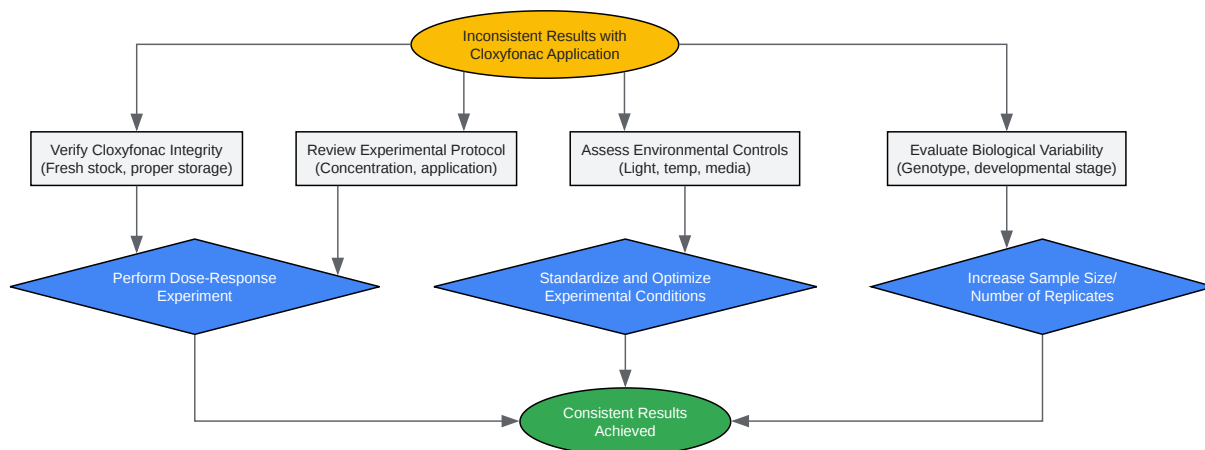 Inconsistent Results with
Cloxyfonac Application
Verify Cloxyfonac Integrity
(Fresh stock, proper storage)
Review Experimental Protocol
(Concentration, application)
Assess Environmental Controls
(Light, temp, media)
Evaluate Biological Variability
(Genotype, developmental stage)
Perform Dose-Response
Experiment
Standardize and Optimize
Experimental Conditions
Increase Sample Size/
Number of Replicates
Consistent Results
Achieved